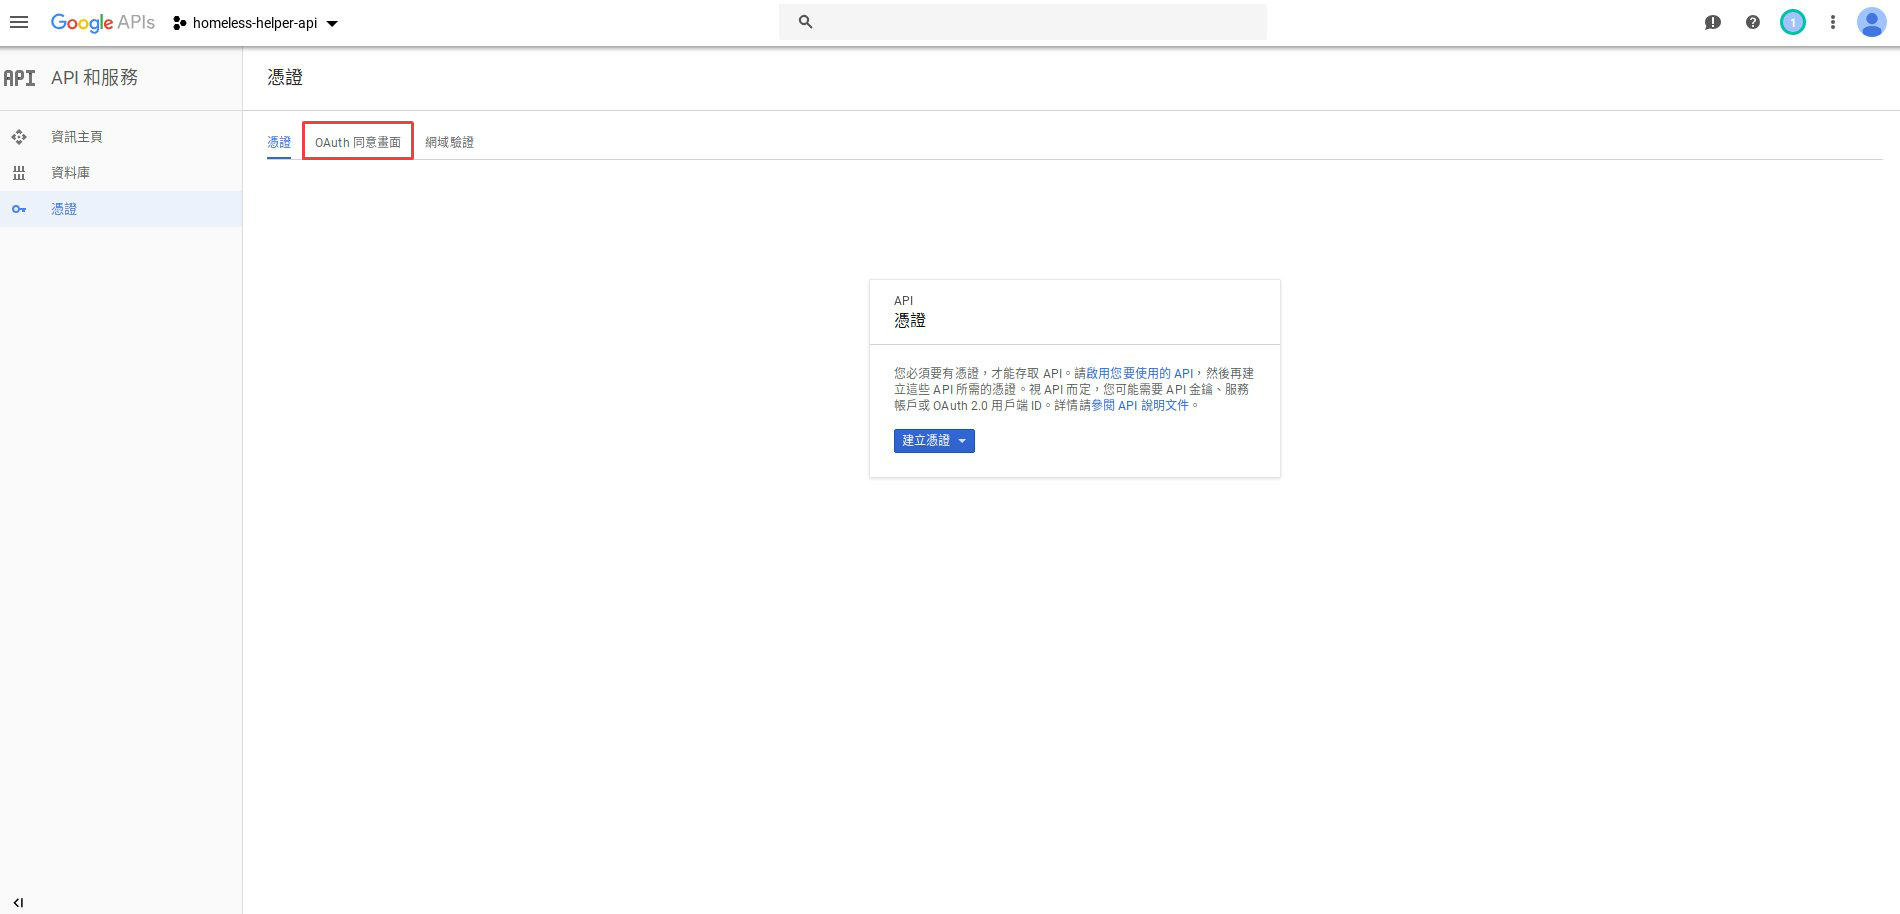 Google APIs
homeless-helper-api
1
API API 和服務
憑證
資訊主頁
資料庫
憑證
憑證 OAuth 同意畫面 網域驗證
API
憑證
您必須要有憑證,才能存取 API。請啟用您要使用的 API,然後再建
立這些 API 所需的憑證。視 API 而定,您可能需要 API 金鑰、服務
帳戶或 OAuth 2.0 用戶端 ID。詳情請參閱 API 說明文件。
建立憑證